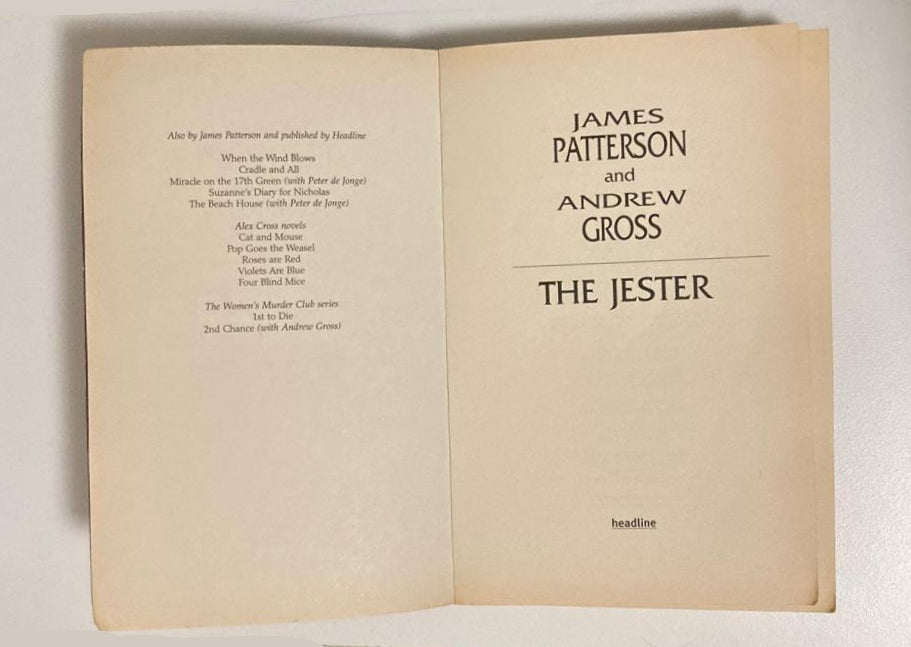 Also by James Patterson and published by Headline
When the Wind Blows
Cradle and All
Miracle on the 17th Green (with Peter de Jonge)
Suzanne's Diary for Nicholas
The Beach House (with Peter de Jonge)
Alex Cross novels
Cat and Mouse
Pop Goes the Weasel
Roses are Red
Violets Are Blue
Four Blind Mice
The Women's Murder Club series
1st to Die
2nd Chance (with Andrew Gross)
JAMES
PATTERSON
and
ANDREW
GROSS
THE JESTER
headline